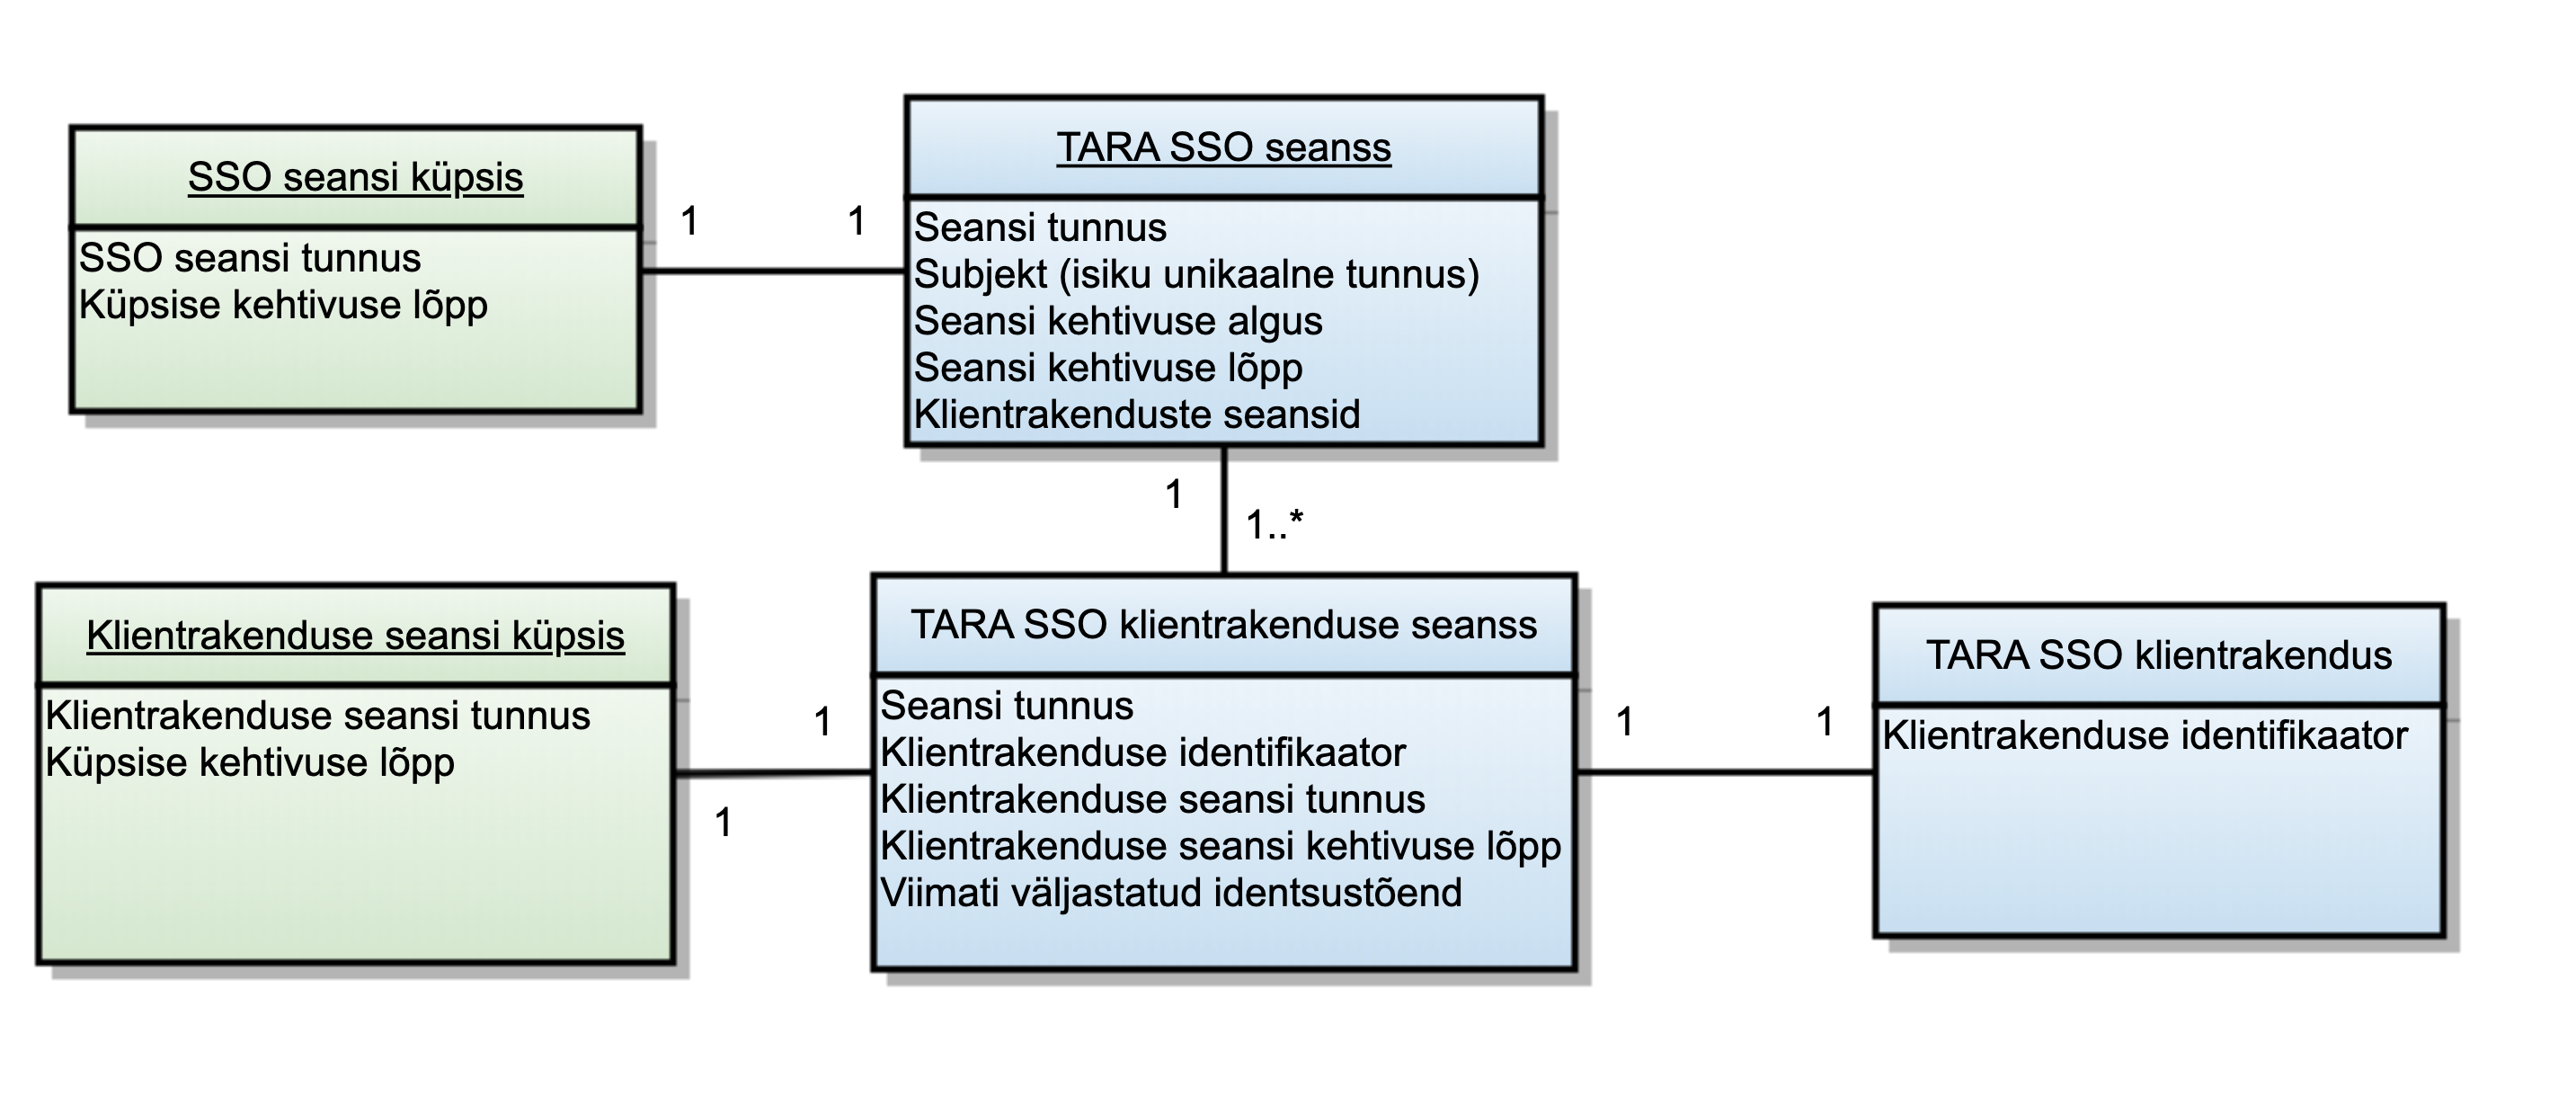 SSO seansi küpsis
SSO seansi tunnus
Küpsise kehtivuse lõpp
1
1
TARA SSO seanss
Seansi tunnus
Subjekt (isiku unikaalne tunnus)
Seansi kehtivuse algus
Seansi kehtivuse lõpp
Klientrakenduste seansid
1
1..*
Klientrakenduse seansi küpsis
Klientrakenduse seansi tunnus
Küpsise kehtivuse lõpp
1
1
TARA SSO klientrakenduse seanss
Seansi tunnus
Klientrakenduse identifikaator
Klientrakenduse seansi tunnus
Klientrakenduse seansi kehtivuse lõpp
Viimati väljastatud identsustõend
1
1
TARA SSO klientrakendus
Klientrakenduse identifikaator